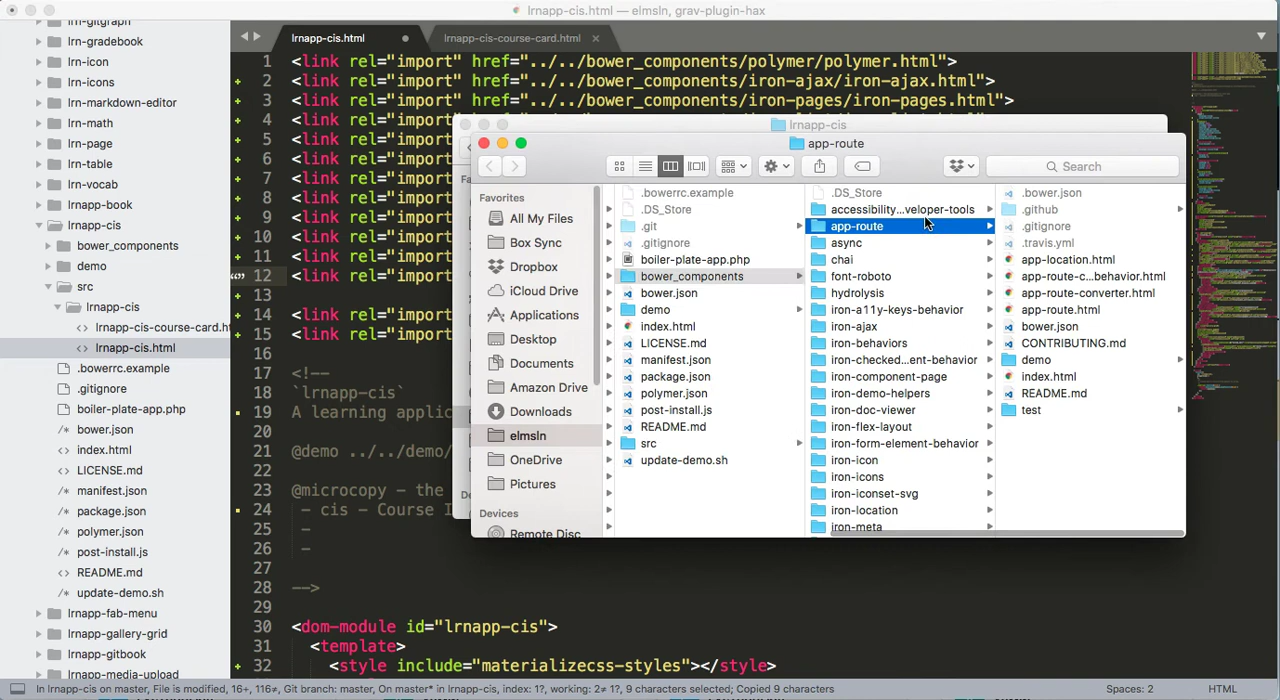 lrnapp-cis.html — elmsln, grav-plugin-hax
lrn-gitgraph
lrn-gradebook
lrn-icon
lrn-icons
lrn-markdown-editor
lrn-math
lrn-page
lrn-table
lrn-vocab
lrnapp-book
lrnapp-cis
bower_components
demo
src
lrnapp-cis
lrnapp-cis-course-card.ht
lrnapp-cis.html
.bowerrc.example
.gitignore
boiler-plate-app.php
bower.json
index.html
LICENSE.md
manifest.json
package.json
polymer.json
post-install.js
README.md
update-demo.sh
lrnapp-fab-menu
lrnapp-gallery-grid
lrnapp-gitbook
lrnapp-media-upload
lrnapp-cis.html
lrnapp-cis-course-card.html
1 <link rel="import" href="../../bower_components/polymer/polymer.html">
2 <link rel="import" href="../../bower_components/iron-ajax/iron-ajax.html">
3 <link rel="import" href="../../bower_components/iron-pages/iron-pages.html">
4 <link rel="import"
5 <link rel="import"
6 <link rel="import"
7 <link rel="import"
8 <link rel="import"
9 <link rel="import"
10 <link rel="import"
11 <link rel="import"
12 <link rel="import"
13
14 <link rel="import"
15 <link rel="import"
16
17 <!--
18 `lrnapp-cis`
19 A learning applic
20
21 @demo ../../demo/
22
23 @microcopy - the
24 - cis - Course I
25 -
26 -
27
28 -->
29
30 <dom-module id="lrnapp-cis">
31 <template>
32 <style include="materializecss-styles"></style>
lrnapp-cis
app-route
Search
Favorites
All My Files
Box Sync
Dropbox
iCloud Drive
Applications
Desktop
Documents
Amazon Drive
Downloads
elmsln
OneDrive
Pictures
Devices
Remote Disc
.bowerrc.example
.DS_Store
.git
.gitignore
boiler-plate-app.php
bower_components
bower.json
demo
index.html
LICENSE.md
manifest.json
package.json
polymer.json
post-install.js
README.md
src
update-demo.sh
.DS_Store
accessibility...veloper-tools
app-route
async
chai
font-roboto
hydrolysis
iron-a11y-keys-behavior
iron-ajax
iron-behaviors
iron-checked...ent-behavior
iron-component-page
iron-demo-helpers
iron-doc-viewer
iron-flex-layout
iron-form-element-behavior
iron-icon
iron-icons
iron-iconset-svg
iron-location
iron-meta
.bower.json
.github
.gitignore
.travis.yml
app-location.html
app-route-c...behavior.html
app-route-converter.html
app-route.html
bower.json
CONTRIBUTING.md
demo
index.html
README.md
test
In lrnapp-cis on master, File is modified, 16+, 116≠, Git branch: master, On master* in lrnapp-cis, index: 1?, working: 2≠ 1?, 9 characters selected; Copied 9 characters
Spaces: 2
HTML